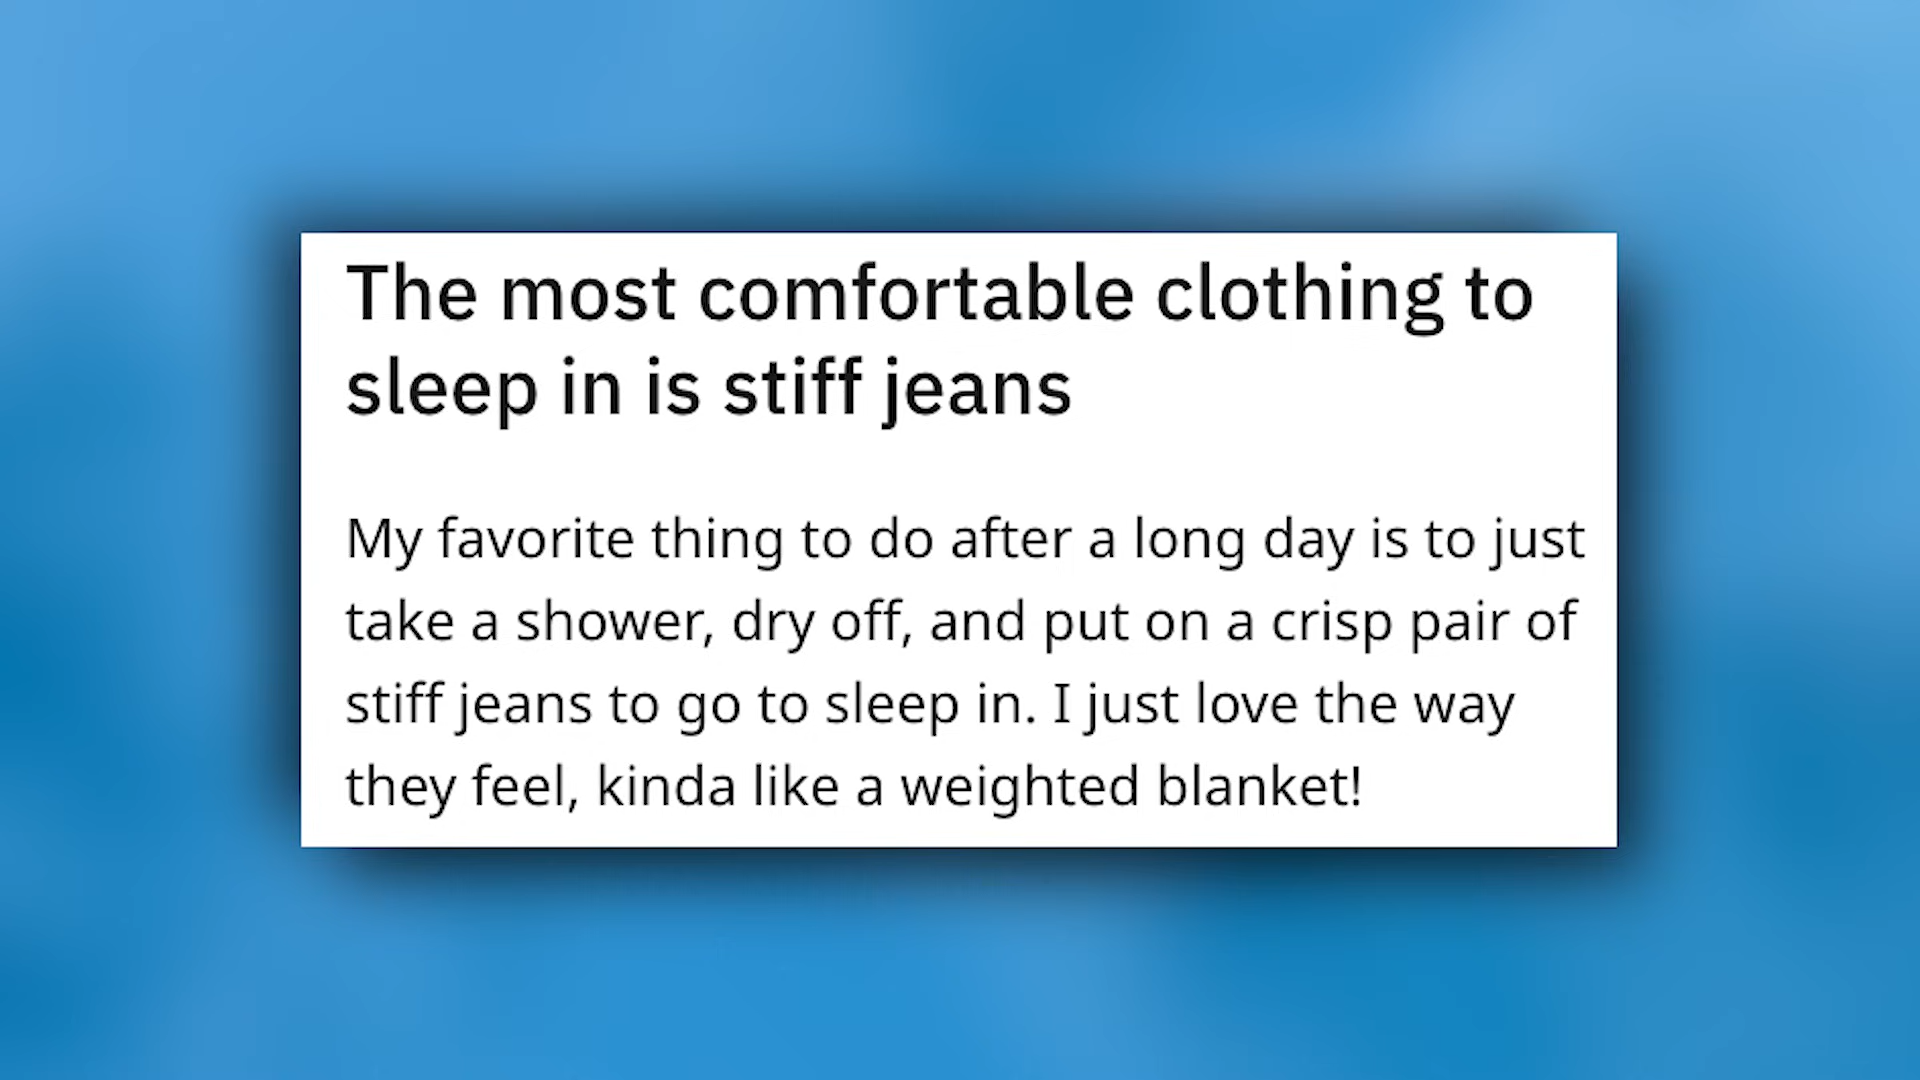 The most comfortable clothing to
sleep in is stiff jeans
My favorite thing to do after a long day is to just
take a shower, dry off, and put on a crisp pair of
stiff jeans to go to sleep in. I just love the way
they feel, kinda like a weighted blanket!